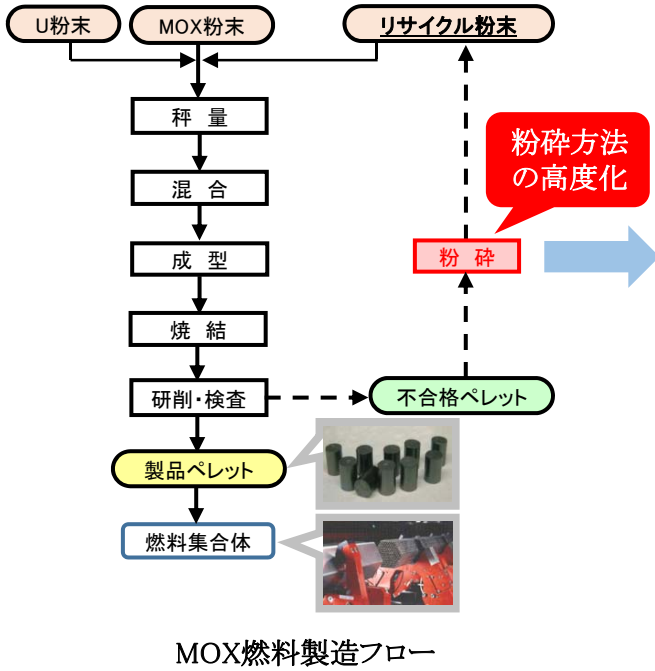 U粉末
MOX粉末
リサイクル粉末
秤 量
混 合
成 型
焼 結
研削・検査
製品ペレット
燃料集合体
不合格ペレット
粉 砕
粉砕方法
の高度化
MOX燃料製造フロー